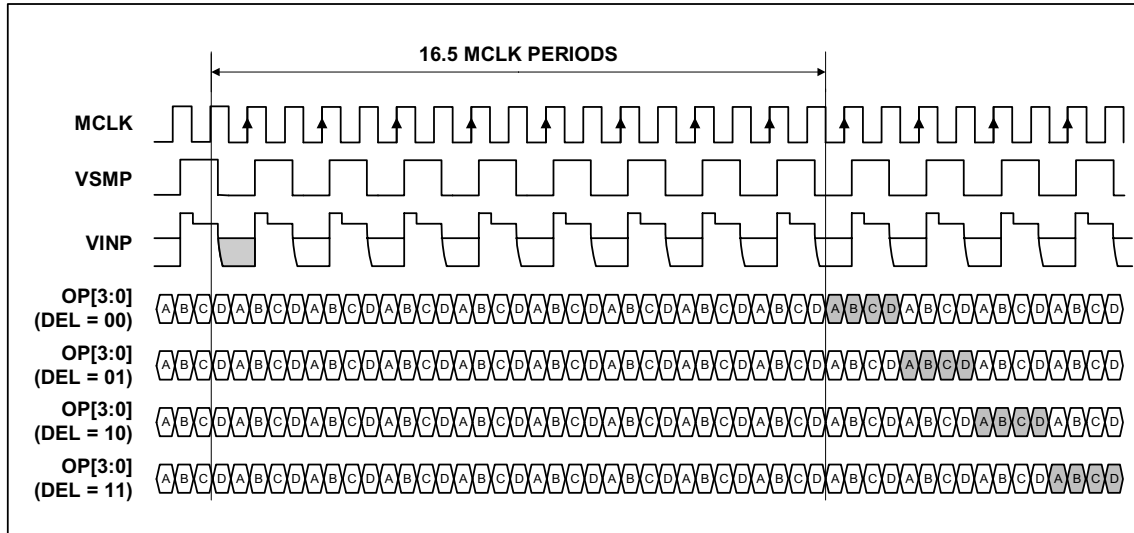 16.5 MCLK PERIODS
MCLK
VSMP
VINP
OP[3:0]
(DEL = 00)
A B C D A B C D A B C D A B C D A B C D A B C D A B C D A B C D A B C D A B C D A B C D A B C D A B C D
OP[3:0]
(DEL = 01)
A B C D A B C D A B C D A B C D A B C D A B C D A B C D A B C D A B C D A B C D A B C D A B C D A B C D
OP[3:0]
(DEL = 10)
A B C D A B C D A B C D A B C D A B C D A B C D A B C D A B C D A B C D A B C D A B C D A B C D A B C D
OP[3:0]
(DEL = 11)
A B C D A B C D A B C D A B C D A B C D A B C D A B C D A B C D A B C D A B C D A B C D A B C D A B C D